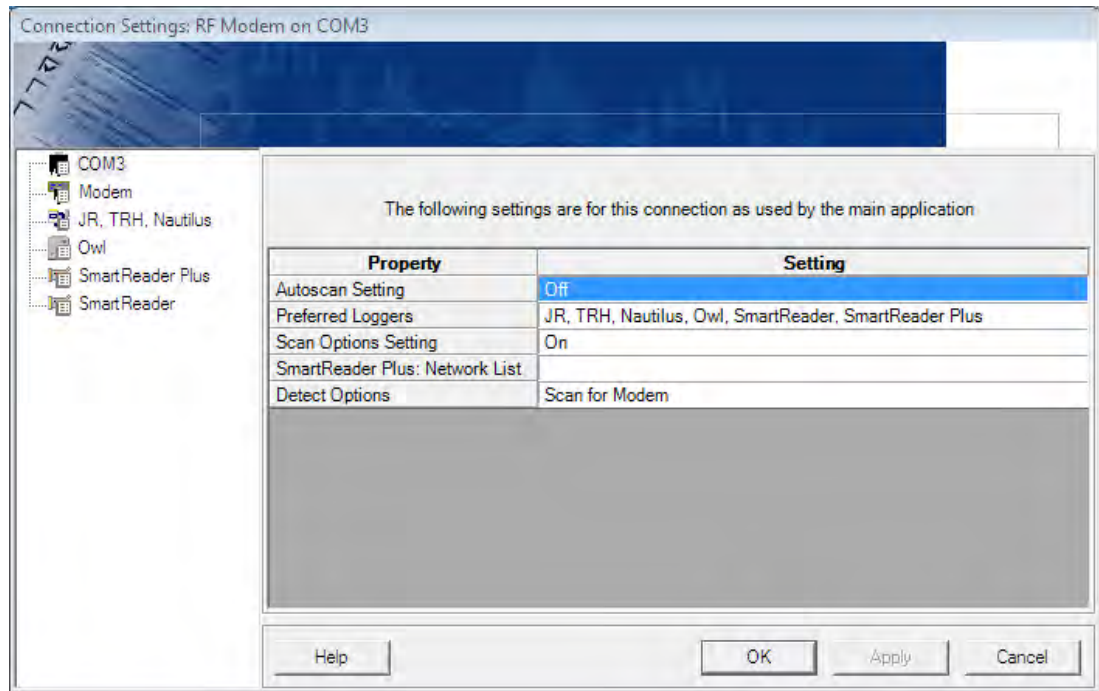 Connection Settings: RF Modem on COM3
COM3
Modem
JR, TRH, Nautilus
Owl
SmartReader Plus
SmartReader
The following settings are for this connection as used by the main application
Property Setting
Autoscan Setting Off
Preferred Loggers JR, TRH, Nautilus, Owl, SmartReader, SmartReader Plus
Scan Options Setting On
SmartReader Plus: Network List
Detect Options Scan for Modem
Help OK Apply Cancel